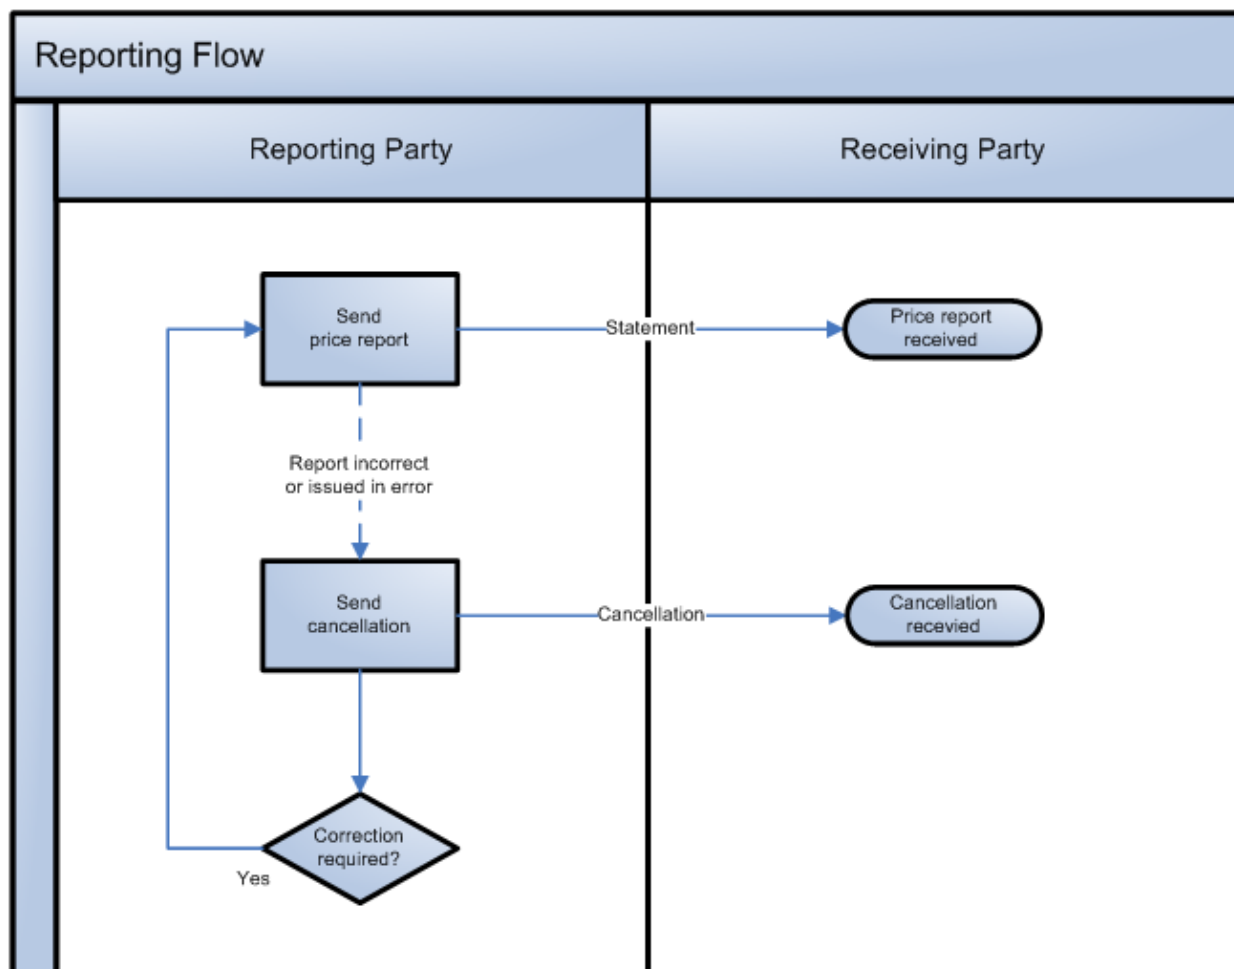 Reporting Flow
Reporting Party
Receiving Party
Send
price report
Statement
Price report
received
Report incorrect
or issued in error
Send
cancellation
Cancellation
Cancellation
recevied
Correction
required?
Yes